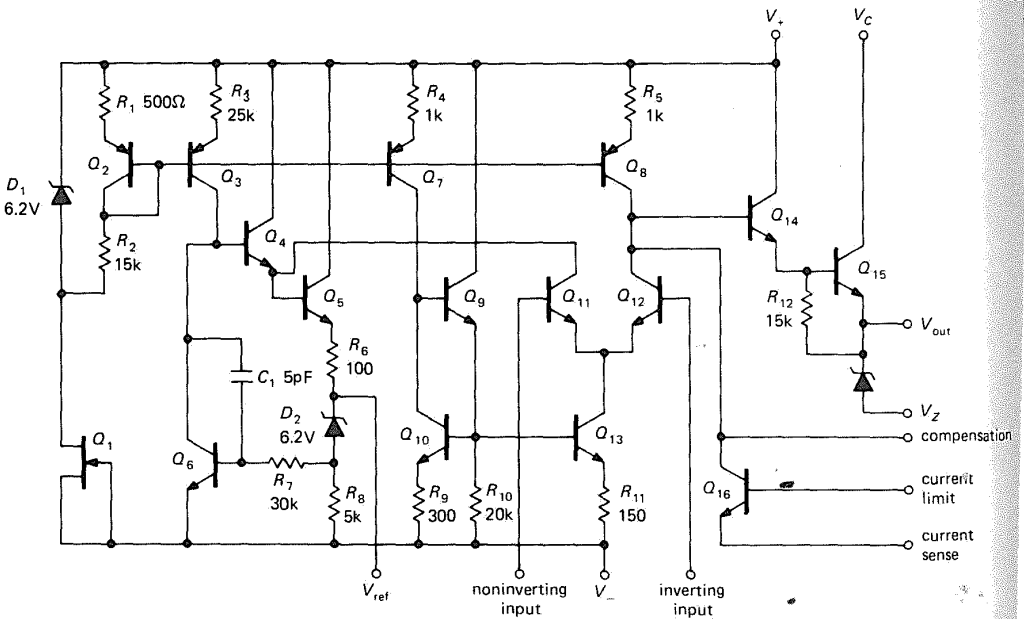 V+
VC
R1 500Ω
R3
25k
R4
1k
R5
1k
Q2
Q3
Q7
Q8
D1
6.2V
Q14
R2
15k
Q4
Q5
Q9
Q11
Q12
Q15
R12
15k
R6
100
Vout
C1 5pF
D2
6.2V
VZ
compensation
Q1
Q6
Q10
Q13
R7
30k
R8
5k
R9
300
R10
20k
R11
150
Q16
current
limit
current
sense
Vref
noninverting
input
V−
inverting
input